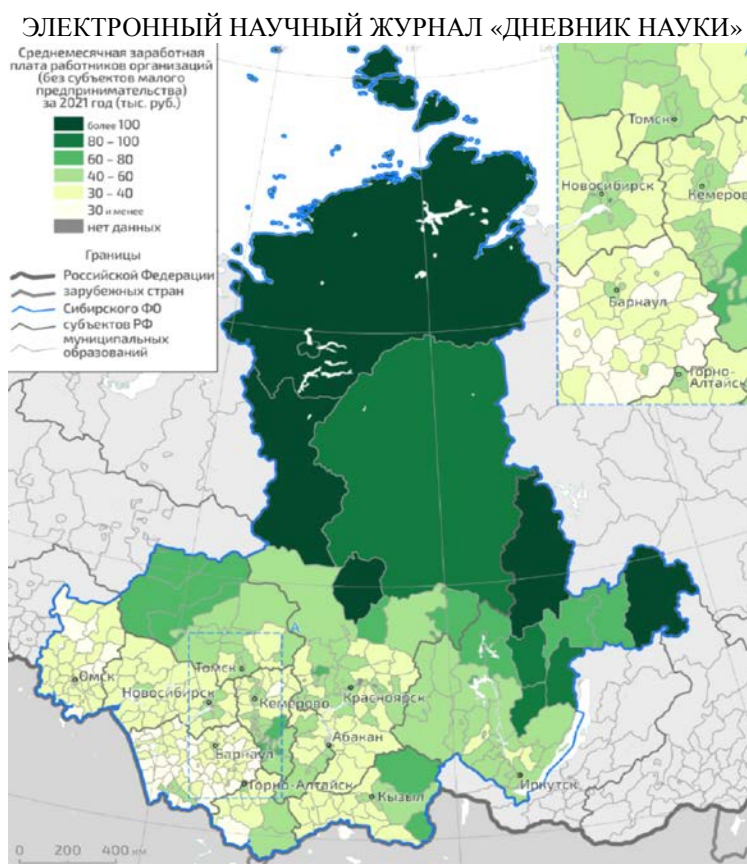 ЭЛЕКТРОННЫЙ НАУЧНЫЙ ЖУРНАЛ «ДНЕВНИК НАУКИ»
Среднемесячная заработная
плата работников организаций
(без субъектов малого
предпринимательства)
за 2021 год (тыс. руб.)
более 100
80 – 100
60 – 80
40 – 60
30 – 40
30 и менее
нет данных
Границы
Российской Федерации
зарубежных стран
Сибирского ФО
субъектов РФ
муниципальных
образований
Томск
Новосибирск
Кемерово
Барнаул
Горно-
Алтайск
А
Омск
Томск
Новосибирск
Кемерово
Красноярск
Барнаул
Абакан
Горно-Алтайск
Кызыл
Иркутск
0 200 400 км